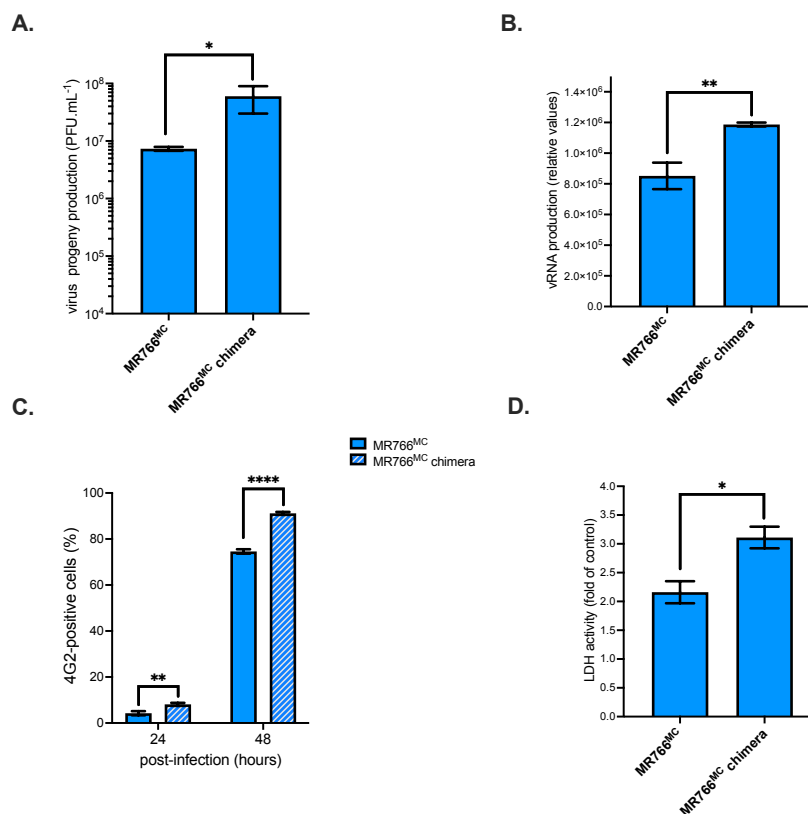 A.
*
virus progeny production (PFU.mL⁻¹)
10⁸
10⁷
10⁶
10⁵
10⁴
MR766ᴹᶜ
MR766ᴹᶜ chimera
B.
**
vRNA production (relative values)
1.4×10⁶
1.2×10⁶
1.0×10⁶
8.0×10⁵
6.0×10⁵
4.0×10⁵
2.0×10⁵
0.0
MR766ᴹᶜ
MR766ᴹᶜ chimera
C.
MR766ᴹᶜ
MR766ᴹᶜ chimera
4G2-positive cells (%)
100
80
60
40
20
0
**
****
24
48
post-infection (hours)
D.
*
LDH activity (fold of control)
4.0
3.5
3.0
2.5
2.0
1.5
1.0
0.5
0.0
MR766ᴹᶜ
MR766ᴹᶜ chimera